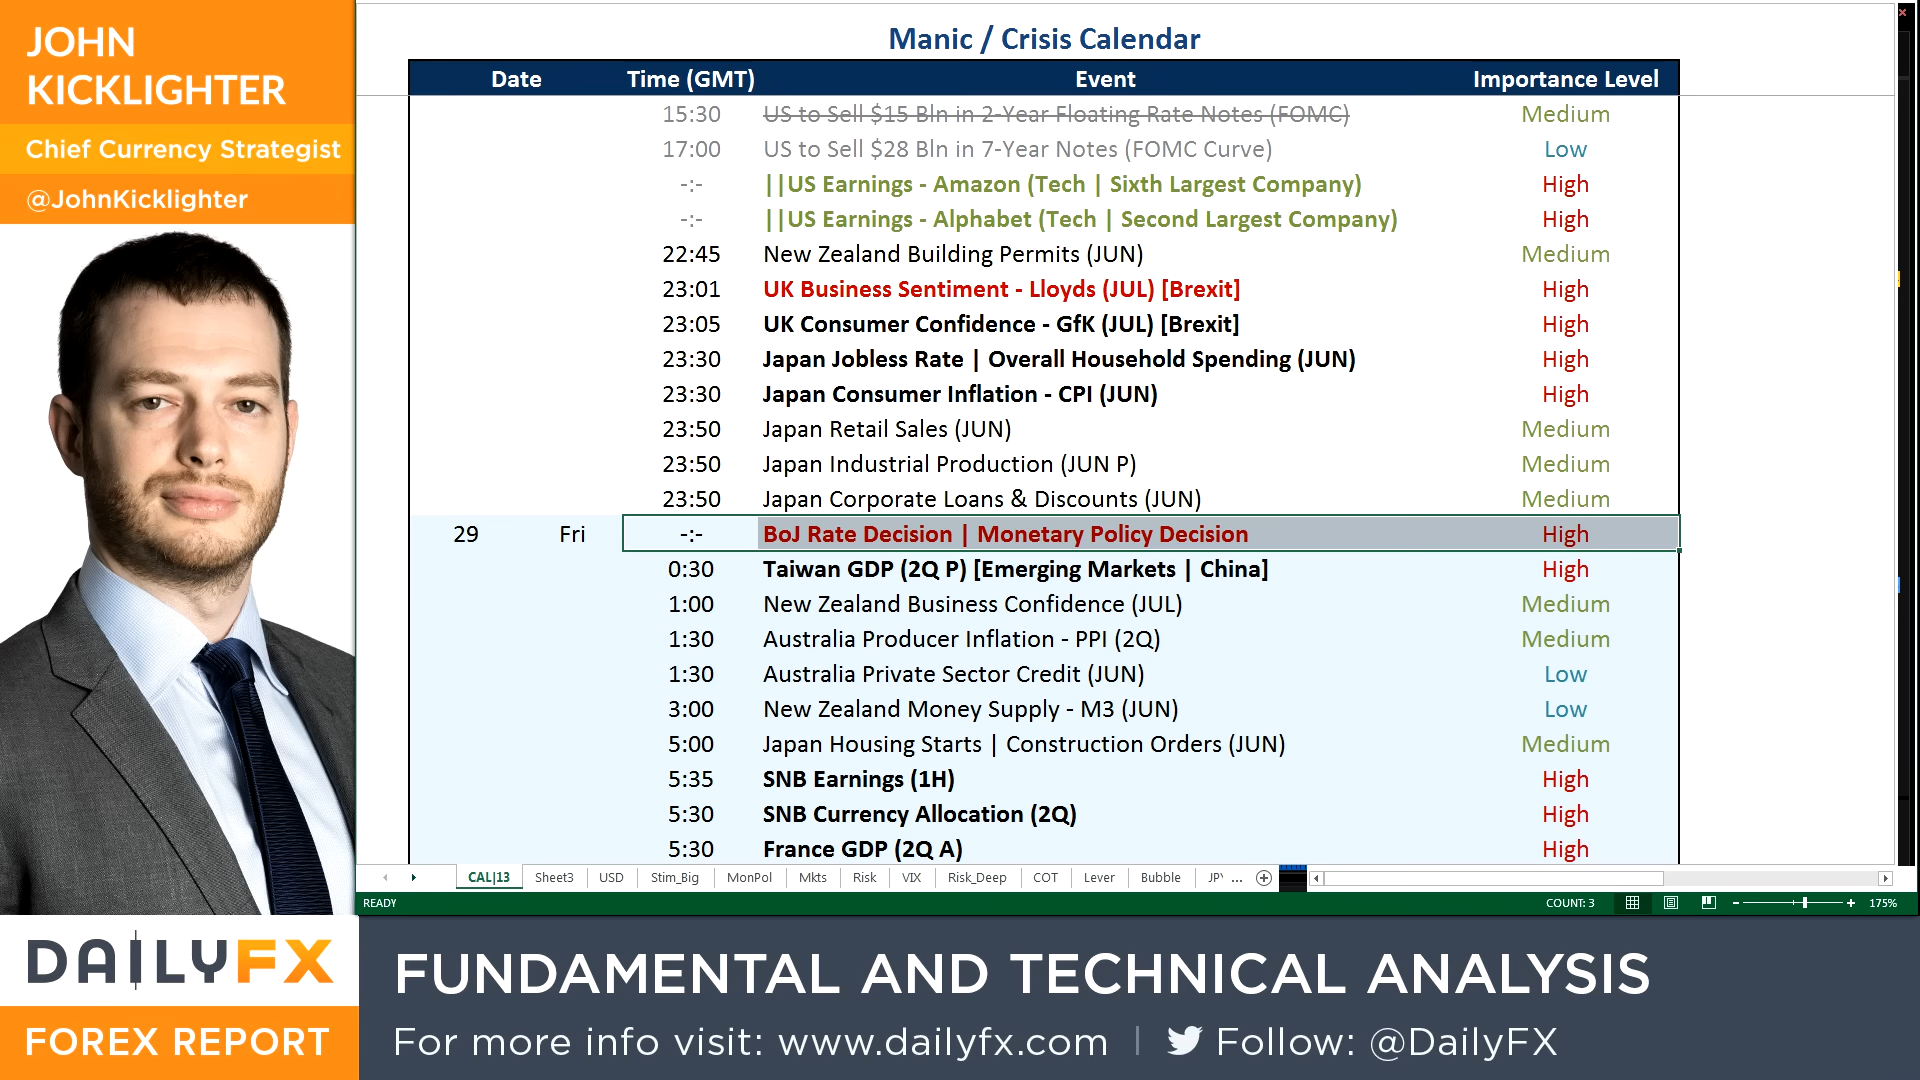 JOHN
KICKLIGHTER
Chief Currency Strategist
@JohnKicklighter
Manic / Crisis Calendar
Date Time (GMT) Event Importance Level
15:30 US to Sell $15 Bln in 2-Year Floating Rate Notes (FOMC) Medium
17:00 US to Sell $28 Bln in 7-Year Notes (FOMC Curve) Low
-:- ||US Earnings - Amazon (Tech | Sixth Largest Company) High
-:- ||US Earnings - Alphabet (Tech | Second Largest Company) High
22:45 New Zealand Building Permits (JUN) Medium
23:01 UK Business Sentiment - Lloyds (JUL) [Brexit] High
23:05 UK Consumer Confidence - GfK (JUL) [Brexit] High
23:30 Japan Jobless Rate | Overall Household Spending (JUN) High
23:30 Japan Consumer Inflation - CPI (JUN) High
23:50 Japan Retail Sales (JUN) Medium
23:50 Japan Industrial Production (JUN P) Medium
23:50 Japan Corporate Loans & Discounts (JUN) Medium
29 Fri -:- BoJ Rate Decision | Monetary Policy Decision High
0:30 Taiwan GDP (2Q P) [Emerging Markets | China] High
1:00 New Zealand Business Confidence (JUL) Medium
1:30 Australia Producer Inflation - PPI (2Q) Medium
1:30 Australia Private Sector Credit (JUN) Low
3:00 New Zealand Money Supply - M3 (JUN) Low
5:00 Japan Housing Starts | Construction Orders (JUN) Medium
5:35 SNB Earnings (1H) High
5:30 SNB Currency Allocation (2Q) High
5:30 France GDP (2Q A) High
CAL|13 Sheet3 USD Stim_Big MonPol Mkts Risk VIX Risk_Deep COT Lever Bubble JPY ...
READY COUNT: 3 175%
DAILYFX
FOREX REPORT
FUNDAMENTAL AND TECHNICAL ANALYSIS
For more info visit: www.dailyfx.com | Follow: @DailyFX